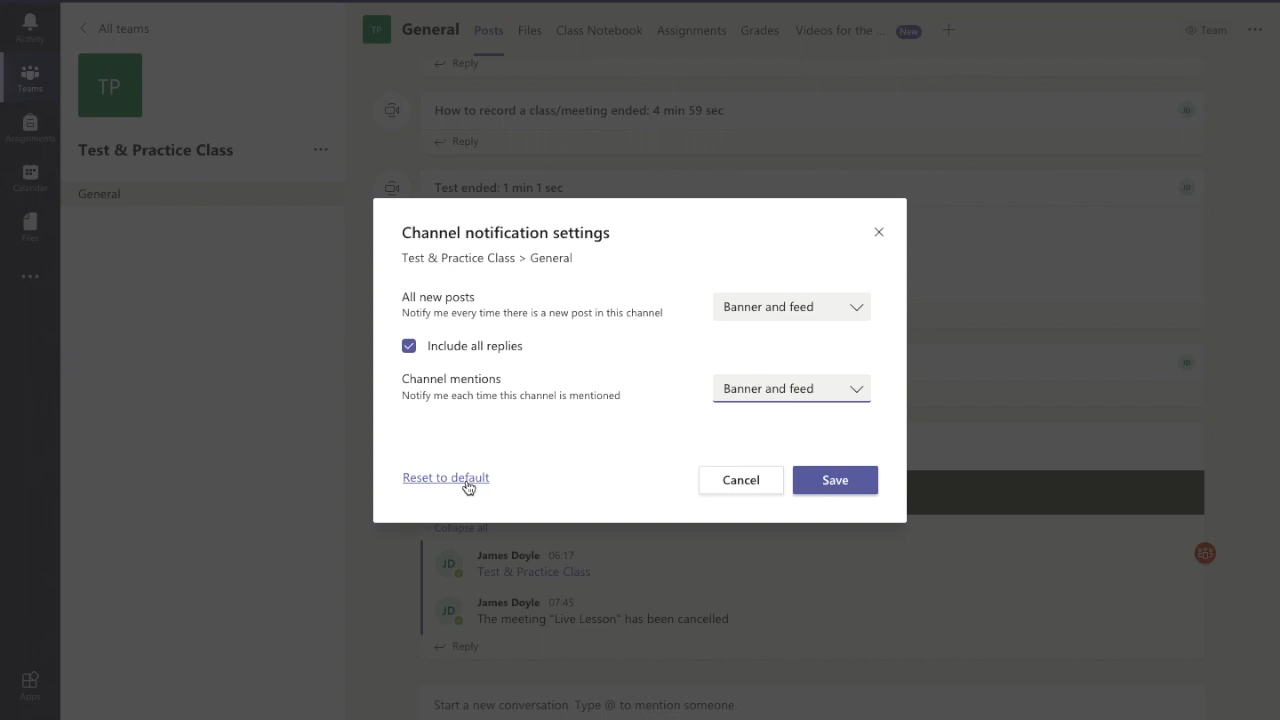 Activity
Teams
Assignments
Calendar
Files
Apps
All teams
TP
Test & Practice Class
General
TP
General
Posts
Files
Class Notebook
Assignments
Grades
Videos for the ...
New
Team
Reply
How to record a class/meeting ended: 4 min 59 sec
JD
Reply
Test ended: 1 min 1 sec
JD
Channel notification settings
Test & Practice Class > General
All new posts
Notify me every time there is a new post in this channel
Banner and feed
Include all replies
Channel mentions
Notify me each time this channel is mentioned
Banner and feed
Reset to default
Cancel
Save
JD
Collapse all
JD
James Doyle 06:17
Test & Practice Class
JD
James Doyle 07:45
The meeting "Live Lesson" has been cancelled
Reply
Start a new conversation. Type @ to mention someone.